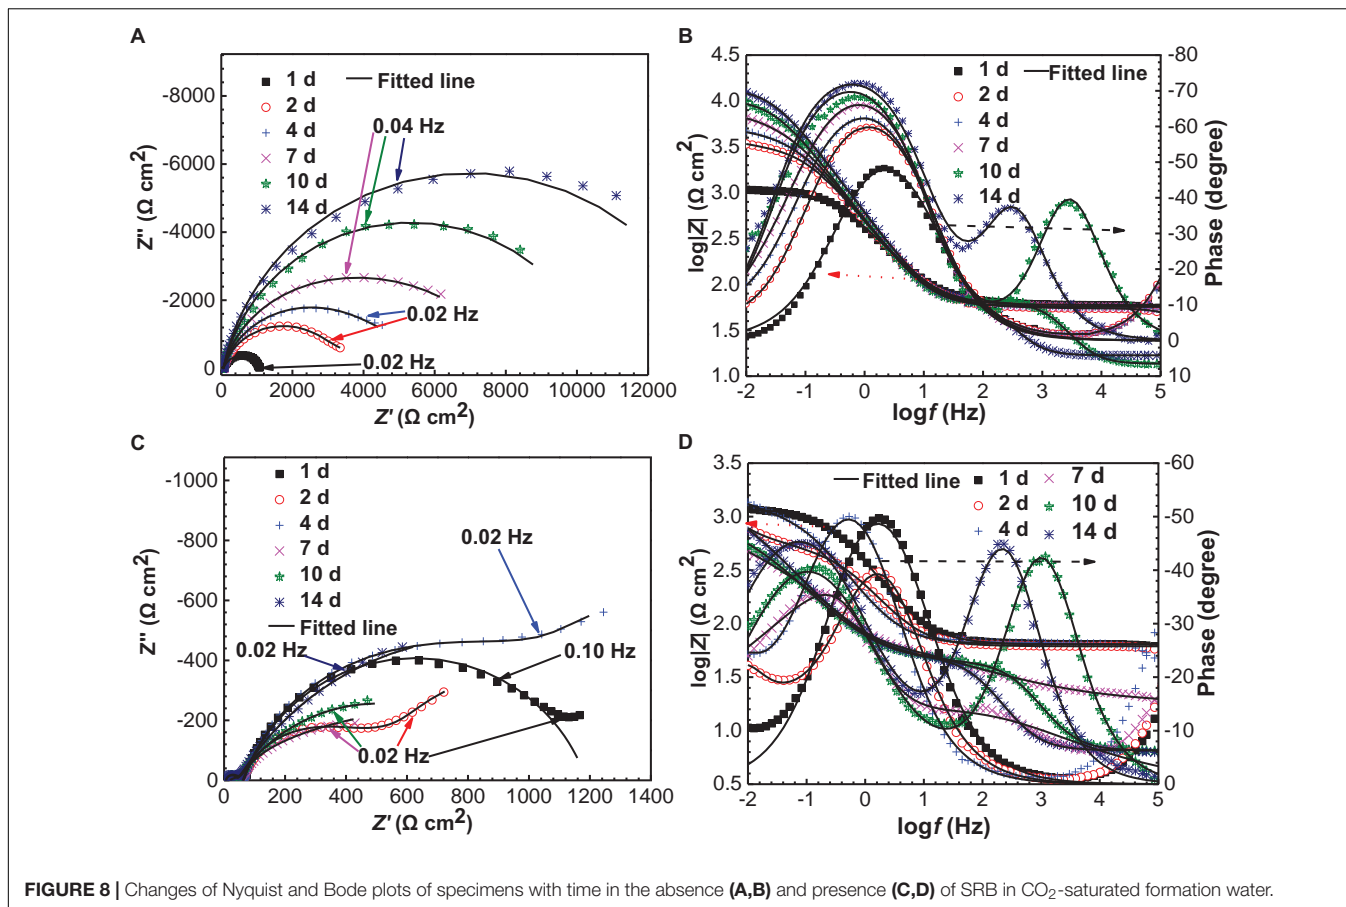 A
1 d — Fitted line
2 d
4 d
7 d
10 d
14 d
0.04 Hz
0.02 Hz
0.02 Hz
-8000
-6000
-4000
-2000
0
0 2000 4000 6000 8000 10000 12000
Z" (Ω cm2)
Z' (Ω cm2)
B
1 d — Fitted line
2 d
4 d
7 d
10 d
14 d
4.5
4.0
3.5
3.0
2.5
2.0
1.5
1.0
-80
-70
-60
-50
-40
-30
-20
-10
0
10
-2 -1 0 1 2 3 4 5
log|Z| (Ω cm2)
Phase (degree)
logf (Hz)
C
1 d
2 d
4 d
7 d
10 d
14 d
— Fitted line
0.02 Hz
0.02 Hz
0.10 Hz
0.02 Hz
-1000
-800
-600
-400
-200
0
0 200 400 600 800 1000 1200 1400
Z" (Ω cm2)
Z' (Ω cm2)
D
— Fitted line
1 d
2 d
4 d
7 d
10 d
14 d
3.5
3.0
2.5
2.0
1.5
1.0
0.5
-60
-50
-40
-30
-20
-10
0
-2 -1 0 1 2 3 4 5
log|Z| (Ω cm2)
Phase (degree)
logf (Hz)
FIGURE 8 | Changes of Nyquist and Bode plots of specimens with time in the absence (A,B) and presence (C,D) of SRB in CO2-saturated formation water.